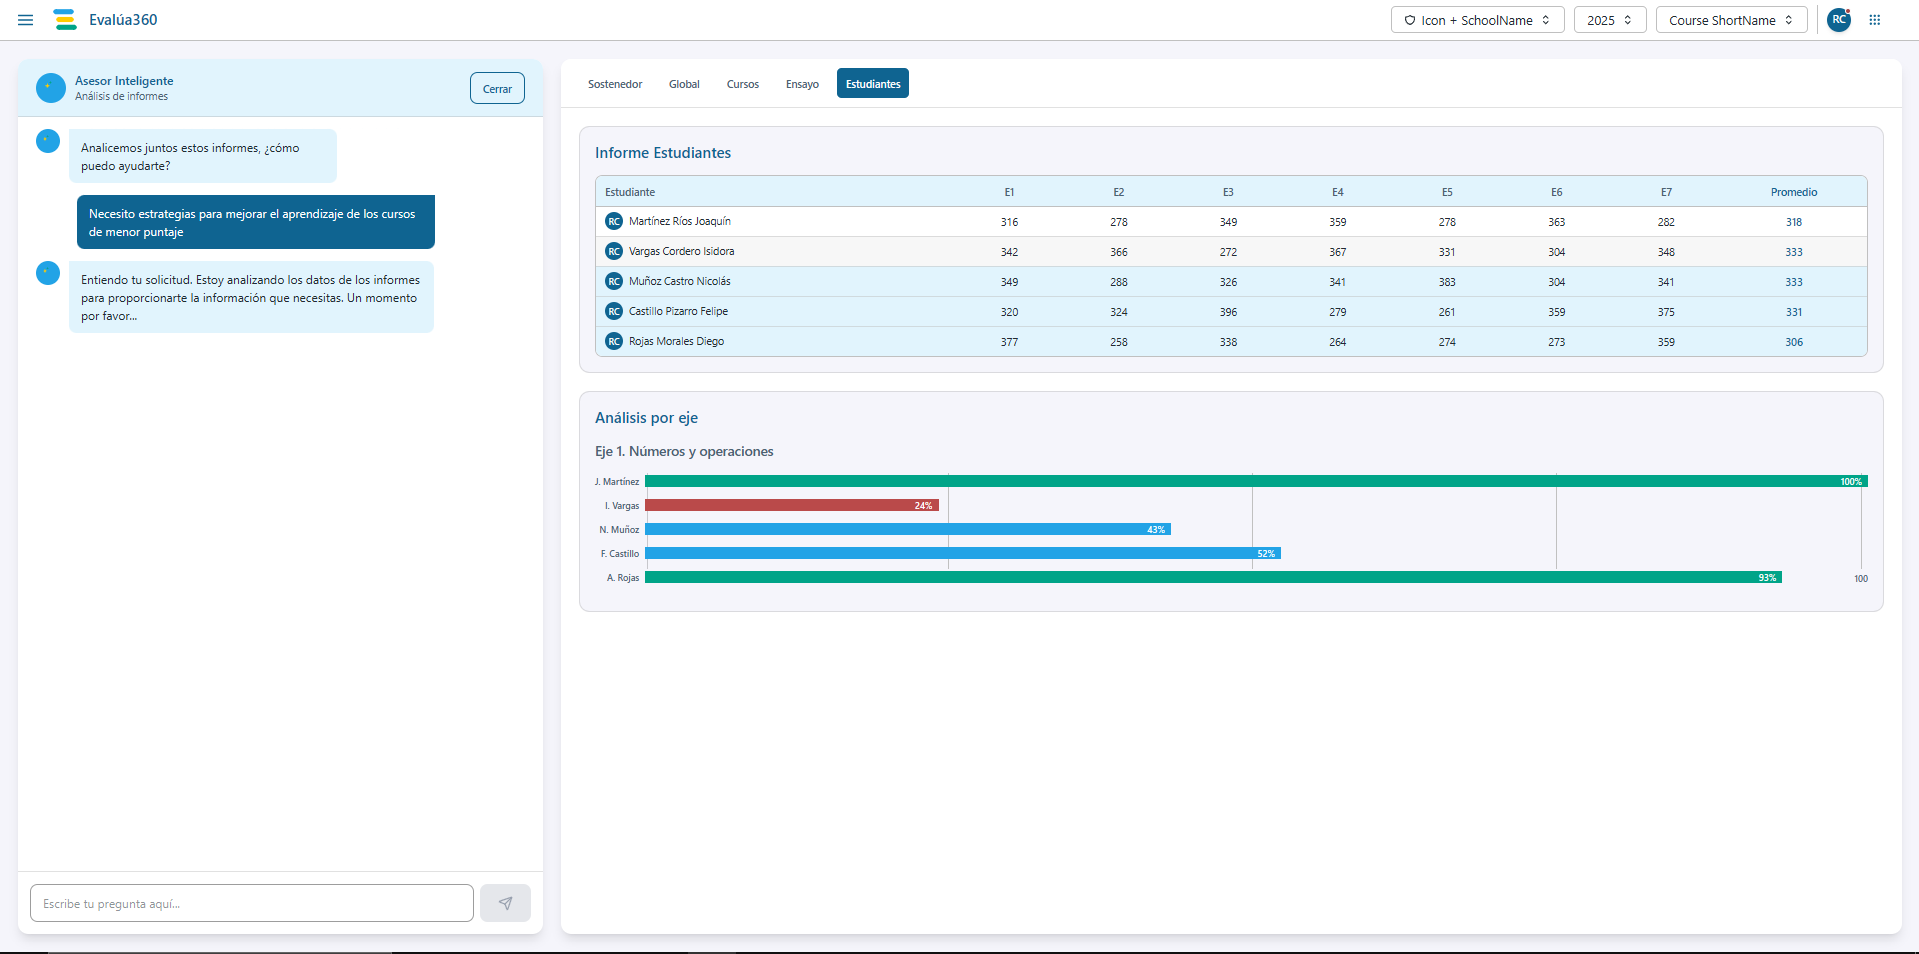 Evalúa360
Icon + SchoolName
2025
Course ShortName
RC
Asesor Inteligente
Análisis de informes
Cerrar
Analicemos juntos estos informes, ¿cómo
puedo ayudarte?
Necesito estrategias para mejorar el aprendizaje de los cursos
de menor puntaje
Entiendo tu solicitud. Estoy analizando los datos de los informes
para proporcionarte la información que necesitas. Un momento
por favor...
Escribe tu pregunta aquí...
Sostenedor Global Cursos Ensayo Estudiantes
Informe Estudiantes
Estudiante E1 E2 E3 E4 E5 E6 E7 Promedio
RC Martínez Ríos Joaquín 316 278 349 359 278 363 282 318
RC Vargas Cordero Isidora 342 366 272 367 331 304 348 333
RC Muñoz Castro Nicolás 349 288 326 341 383 304 341 333
RC Castillo Pizarro Felipe 320 324 396 279 261 359 375 331
RC Rojas Morales Diego 377 258 338 264 274 273 359 306
Análisis por eje
Eje 1. Números y operaciones
J. Martínez 100%
I. Vargas 24%
N. Muñoz 43%
F. Castillo 52%
A. Rojas 93% 100